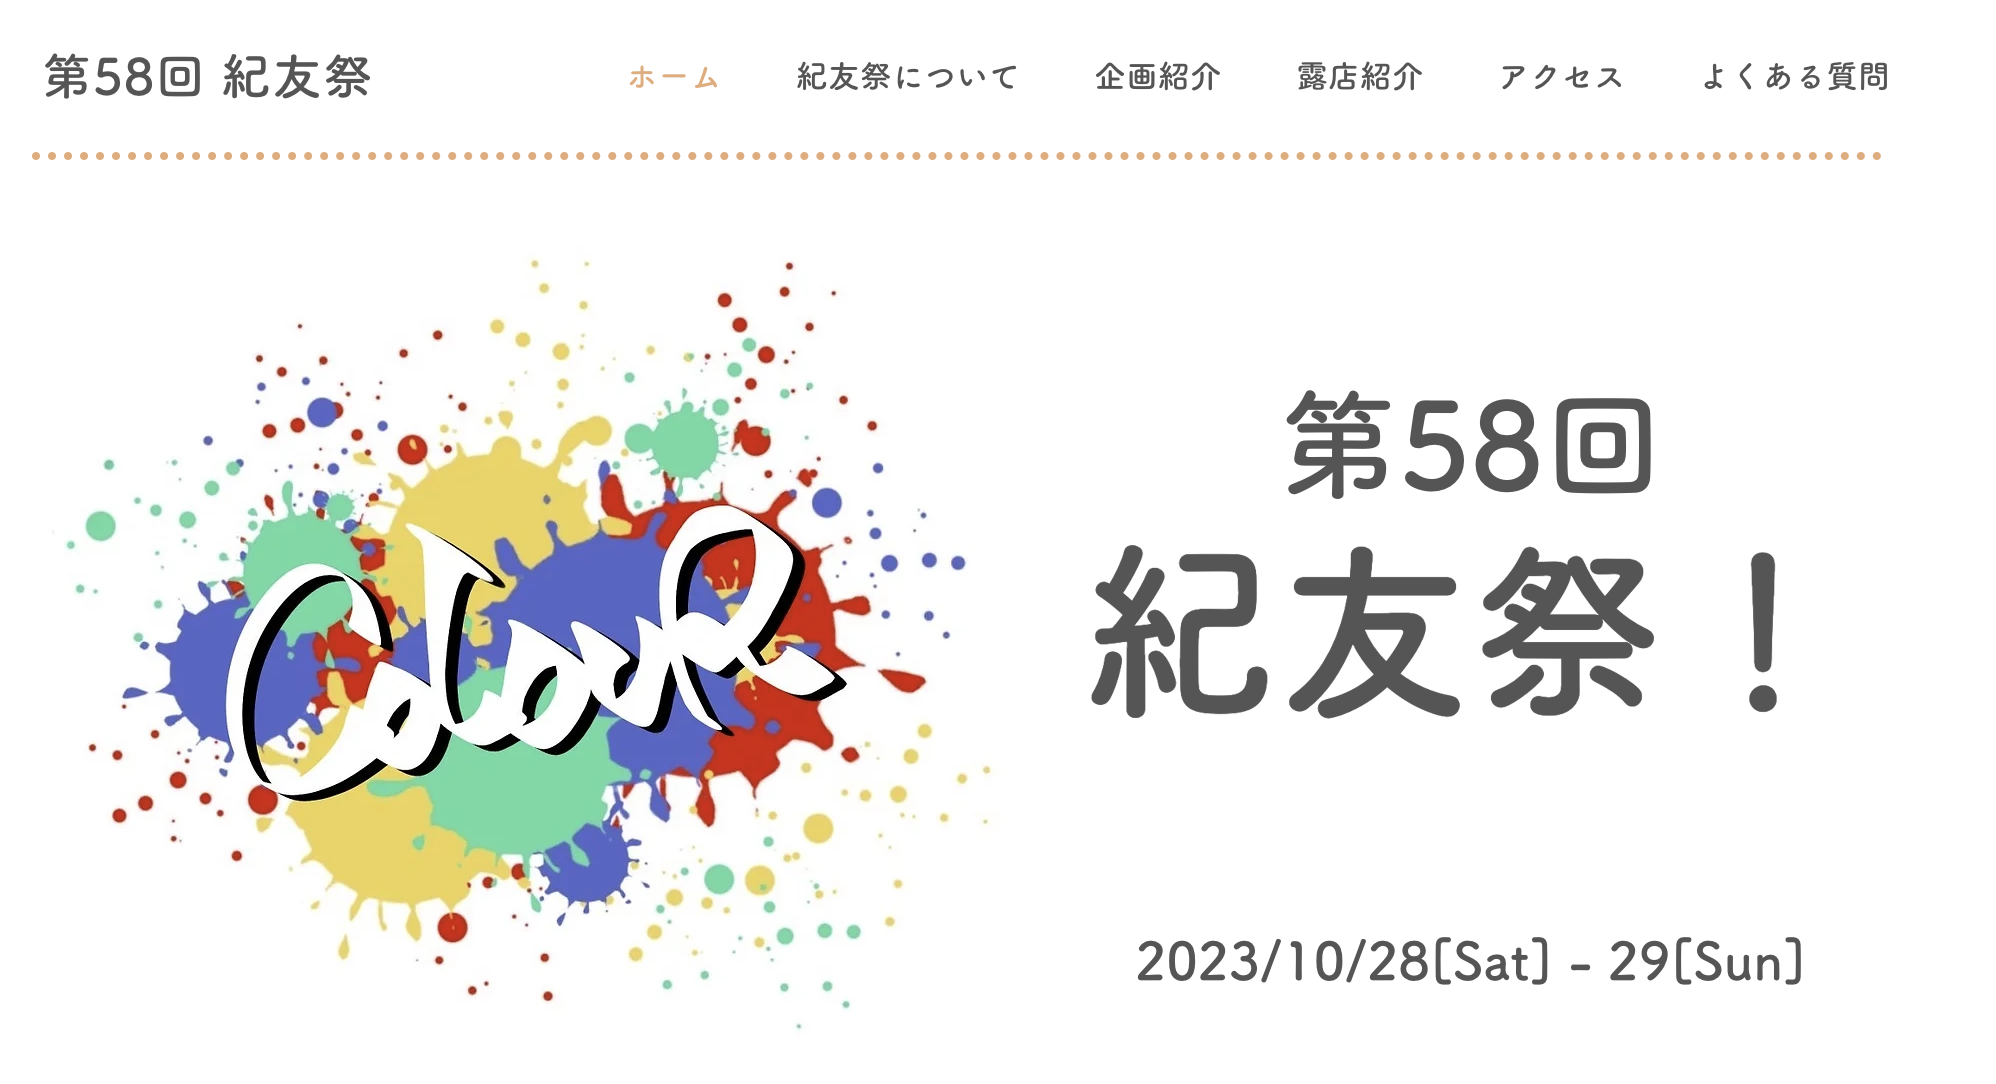 第58回 紀友祭
ホーム 紀友祭について 企画紹介 露店紹介 アクセス よくある質問
ColouR
第58回
紀友祭！
2023/10/28[Sat] - 29[Sun]